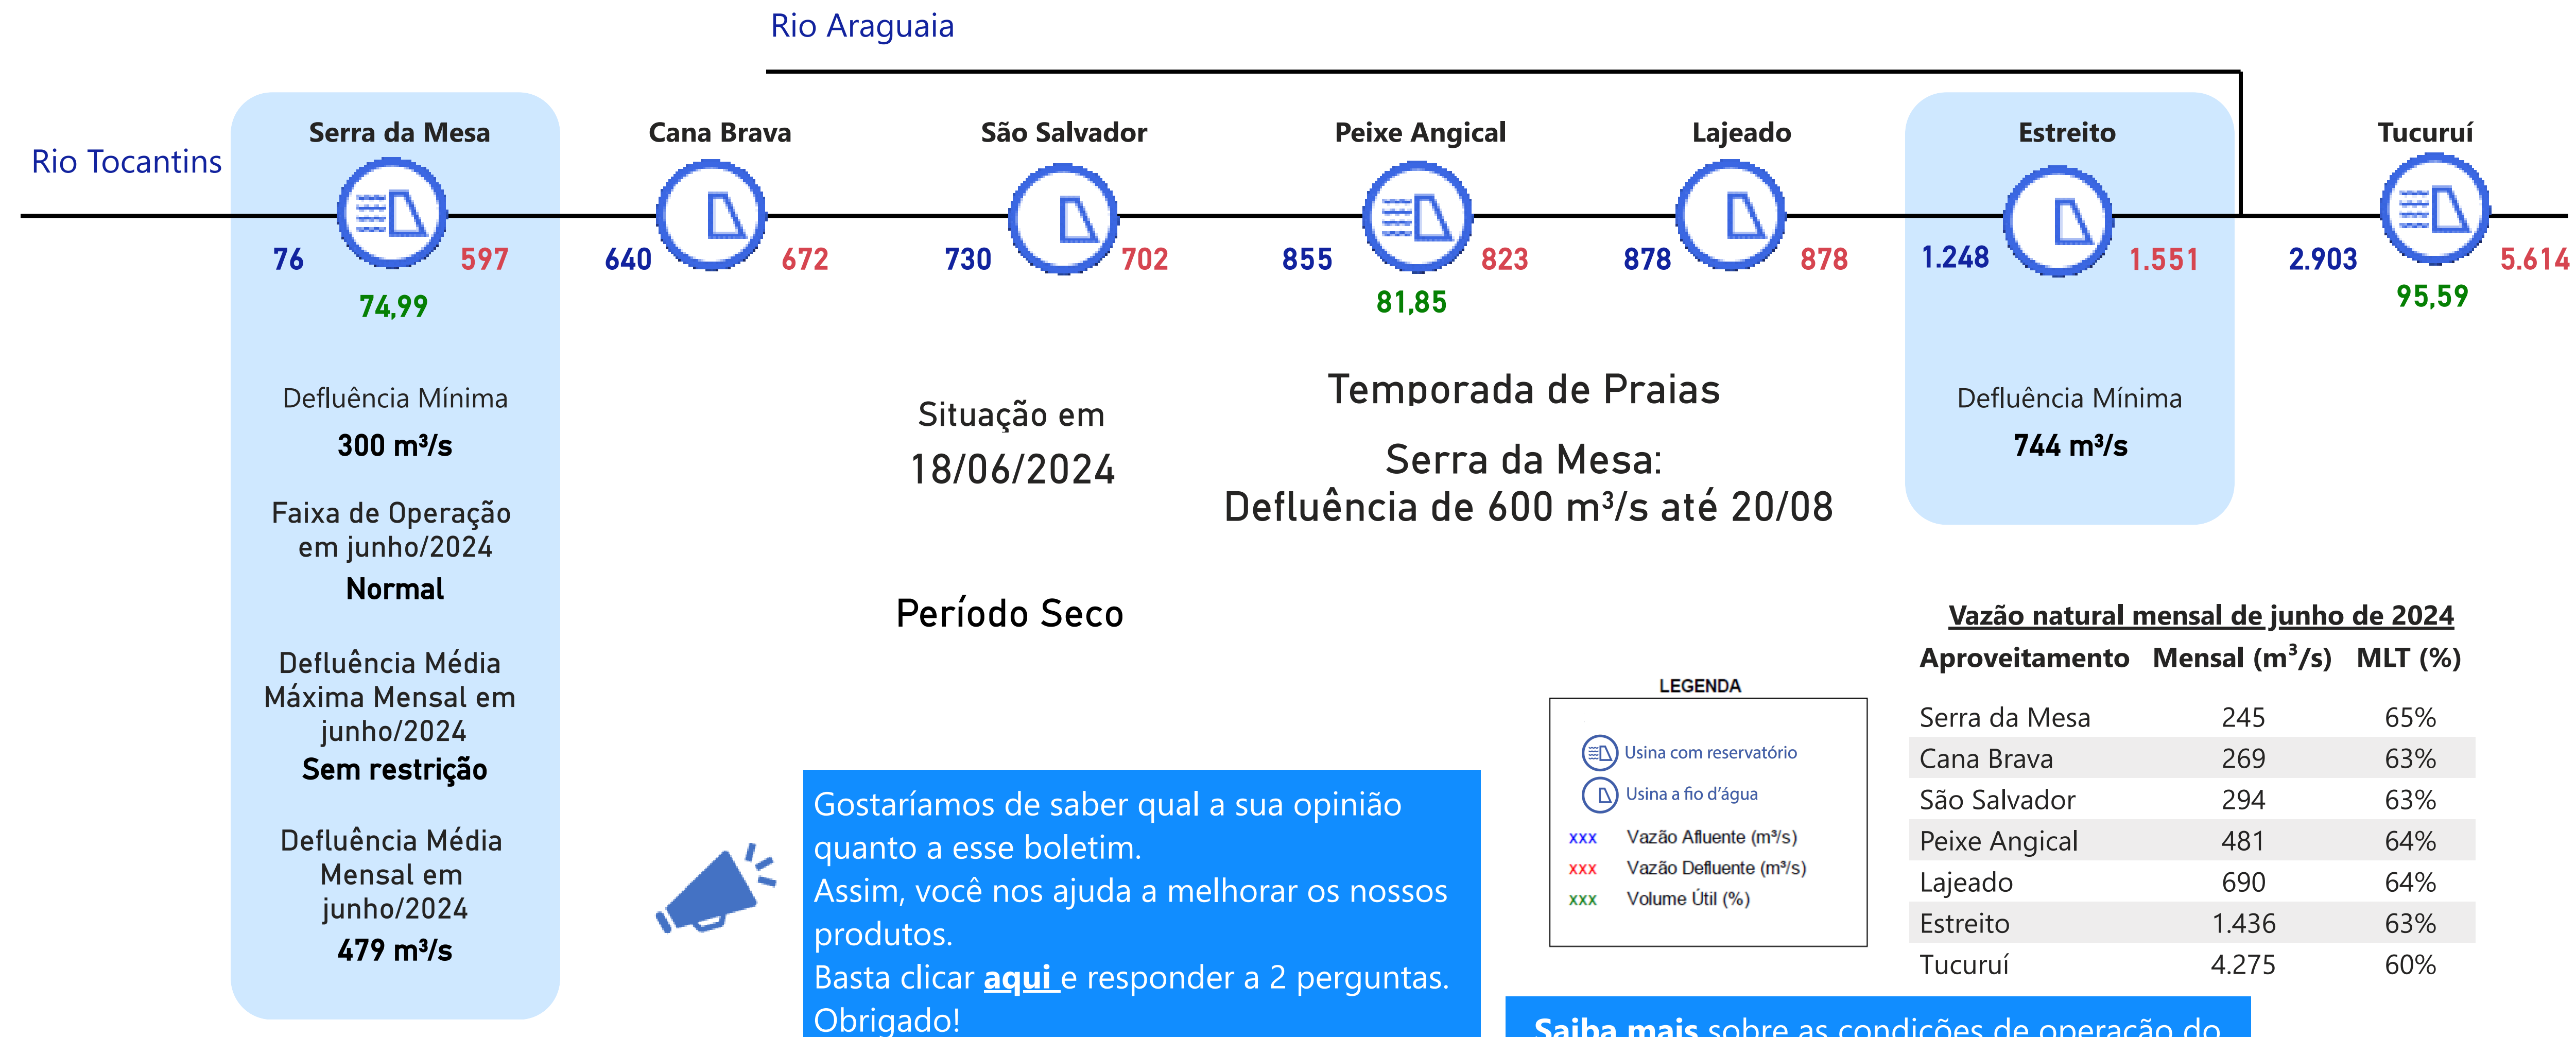 Rio Araguaia
Rio Tocantins
Serra da Mesa
Cana Brava
São Salvador
Peixe Angical
Lajeado
Estreito
Tucuruí
76 597
640 672
730 702
855 823
878 878
1.248 1.551
2.903 5.614
74,99
81,85
95,59
Defluência Mínima
300 m³/s
Faixa de Operação
em junho/2024
Normal
Defluência Média
Máxima Mensal em
junho/2024
Sem restrição
Defluência Média
Mensal em
junho/2024
479 m³/s
Situação em
18/06/2024
Período Seco
Temporada de Praias
Serra da Mesa:
Defluência de 600 m³/s até 20/08
Defluência Mínima
744 m³/s
Gostaríamos de saber qual a sua opinião
quanto a esse boletim.
Assim, você nos ajuda a melhorar os nossos
produtos.
Basta clicar aqui e responder a 2 perguntas.
Obrigado!
LEGENDA
Usina com reservatório
Usina a fio d'água
xxx Vazão Afluente (m³/s)
xxx Vazão Defluente (m³/s)
xxx Volume Útil (%)
Vazão natural mensal de junho de 2024
Aproveitamento Mensal (m³/s) MLT (%)
Serra da Mesa 245 65%
Cana Brava 269 63%
São Salvador 294 63%
Peixe Angical 481 64%
Lajeado 690 64%
Estreito 1.436 63%
Tucuruí 4.275 60%
Saiba mais sobre as condições de operação do